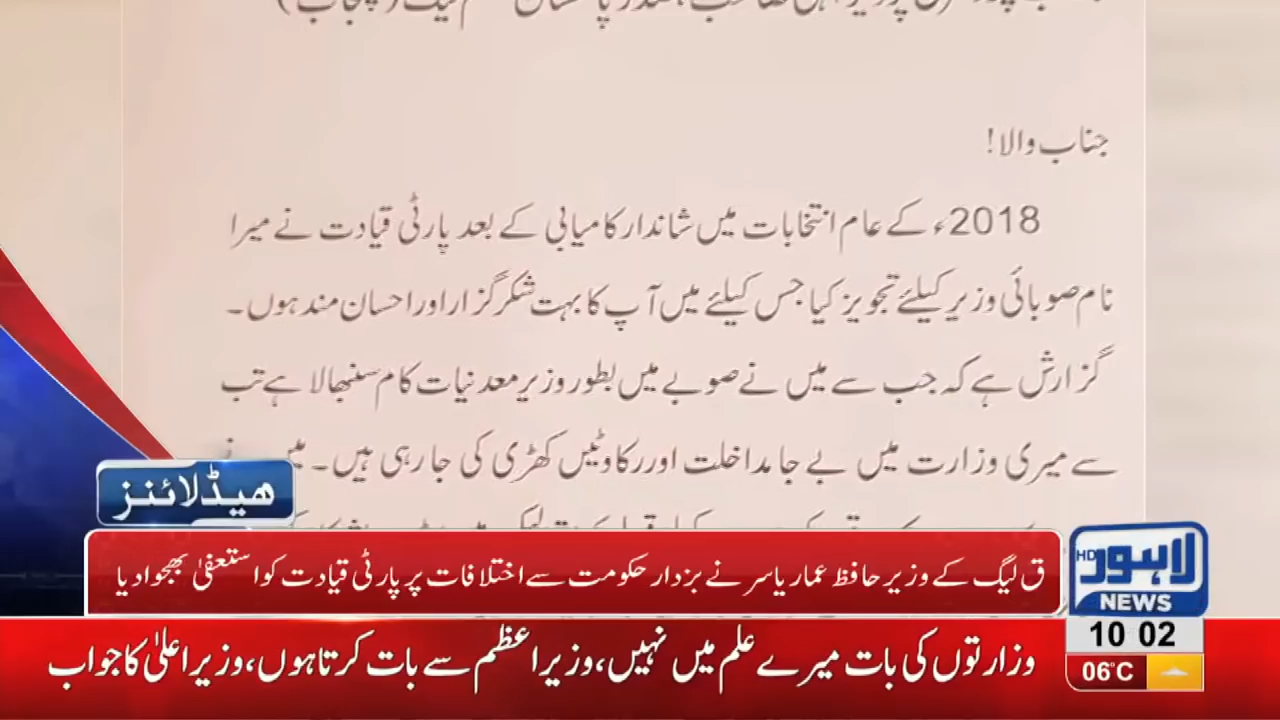 جناب والا!
2018ء کے عام انتخابات میں شاندار کامیابی کے بعد پارٹی قیادت نے میرا
نام صوبائی وزیر کیلئے تجویز کیا جس کیلئے میں آپ کا بہت شکر گزار اور احسان مند ہوں۔
گزارش ہے کہ جب سے میں نے صوبے میں بطور وزیر معدنیات کام سنبھالا ہے تب
سے میری وزارت میں بے جا مداخلت اور رکاوٹیں کھڑی کی جا رہی ہیں۔ میں نے
ھیڈلائنز
ق لیگ کے وزیر حافظ عمار یاسر نے بزدار حکومت سے اختلافات پر پارٹی قیادت کو استعفیٰ بھجوا دیا
لاہور HD
NEWS
10 02
06°C
وزارتوں کی بات میرے علم میں نہیں، وزیراعظم سے بات کرتا ہوں، وزیراعلیٰ کا جواب